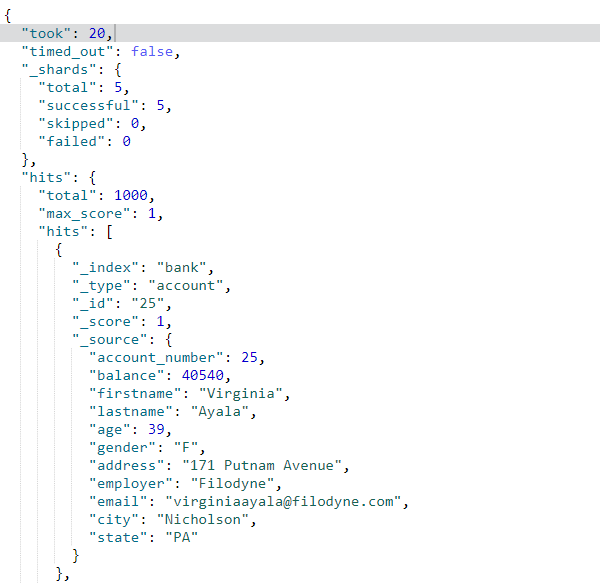 {
  "took": 20,
  "timed_out": false,
  "_shards": {
    "total": 5,
    "successful": 5,
    "skipped": 0,
    "failed": 0
  },
  "hits": {
    "total": 1000,
    "max_score": 1,
    "hits": [
      {
        "_index": "bank",
        "_type": "account",
        "_id": "25",
        "_score": 1,
        "_source": {
          "account_number": 25,
          "balance": 40540,
          "firstname": "Virginia",
          "lastname": "Ayala",
          "age": 39,
          "gender": "F",
          "address": "171 Putnam Avenue",
          "employer": "Filodyne",
          "email": "virginiaayala@filodyne.com",
          "city": "Nicholson",
          "state": "PA"
        }
      },